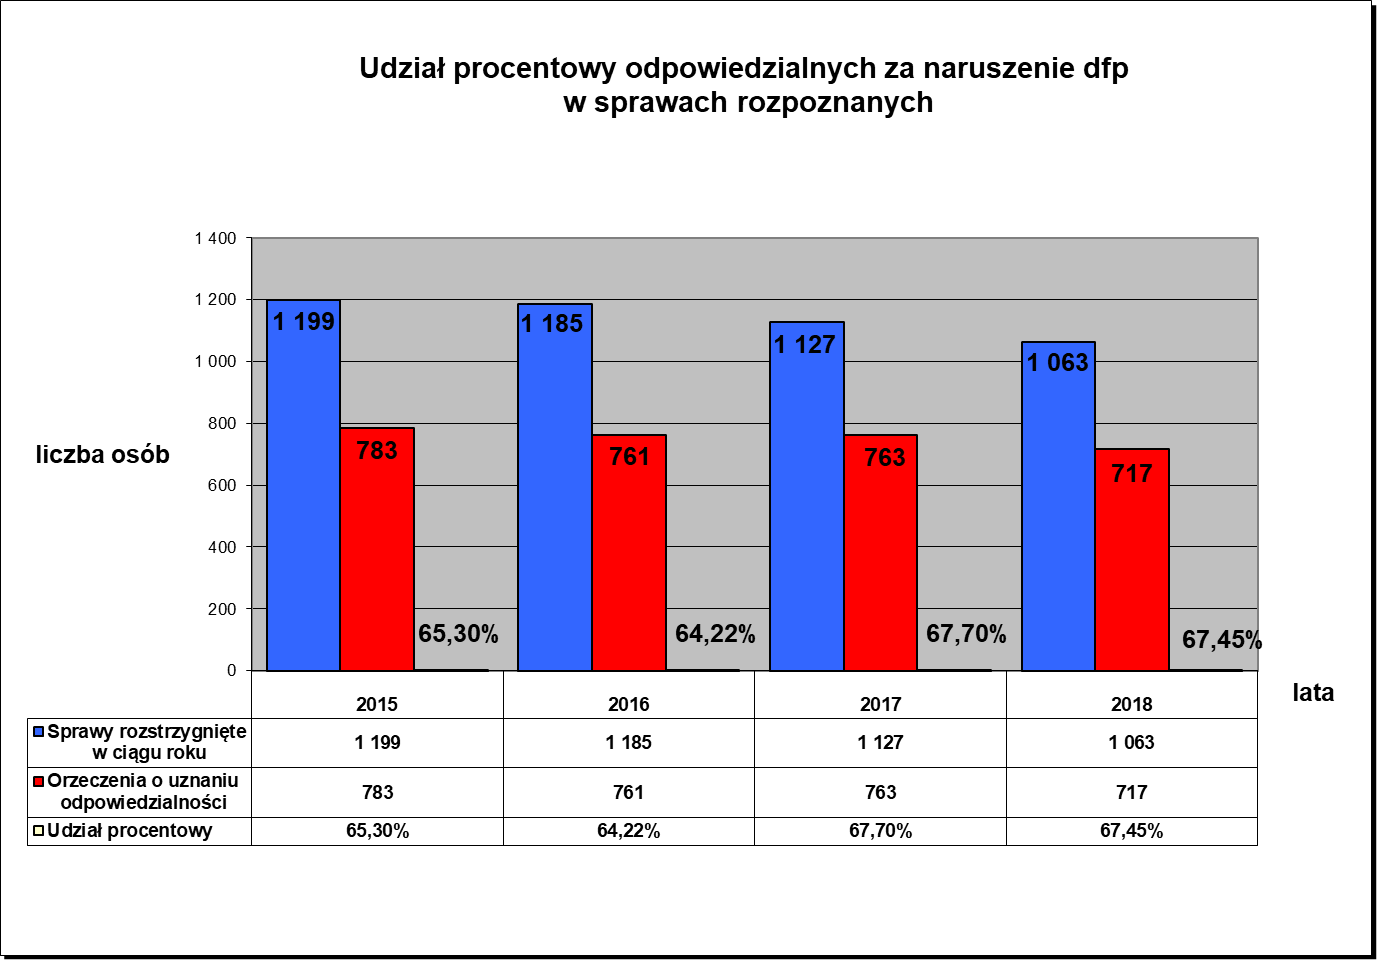 Udział procentowy odpowiedzialnych za naruszenie dfp
w sprawach rozpoznanych
1 400
1 200
1 000
800
600
400
200
0
liczba osób
1 199
783
65,30%
1 185
761
64,22%
1 127
763
67,70%
1 063
717
67,45%
lata
2015 2016 2017 2018
Sprawy rozstrzygnięte
w ciągu roku
1 199 1 185 1 127 1 063
Orzeczenia o uznaniu
odpowiedzialności
783 761 763 717
Udział procentowy 65,30% 64,22% 67,70% 67,45%